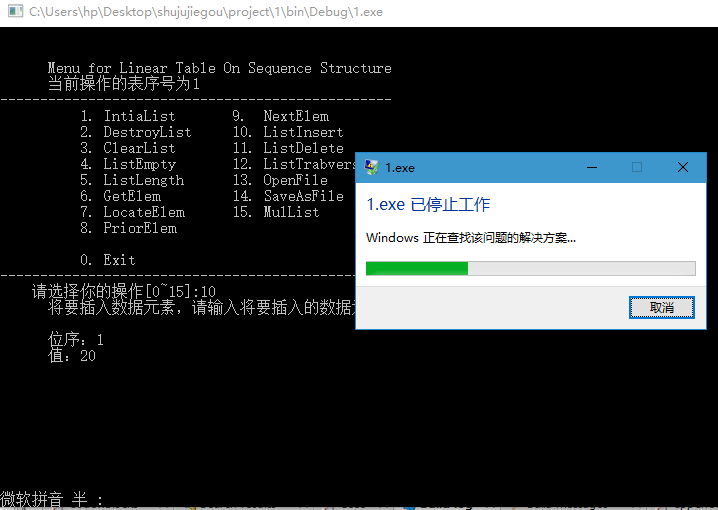 C:\Users\hp\Desktop\shujujiegou\project\1\bin\Debug\1.exe
Menu for Linear Table On Sequence Structure
当前操作的表序号为1
-------------------------------------------------
1. IntiaList 9. NextElem
2. DestroyList 10. ListInsert
3. ClearList 11. ListDelete
4. ListEmpty 12. ListTrabvers
5. ListLength 13. OpenFile
6. GetElem 14. SaveAsFile
7. LocateElem 15. MulList
8. PriorElem
0. Exit
-------------------------------------------------
请选择你的操作[0~15]:10
将要插入数据元素，请输入将要插入的数据
位序：1
值：20
1.exe
1.exe 已停止工作
Windows 正在查找该问题的解决方案...
取消
微软拼音 半 :